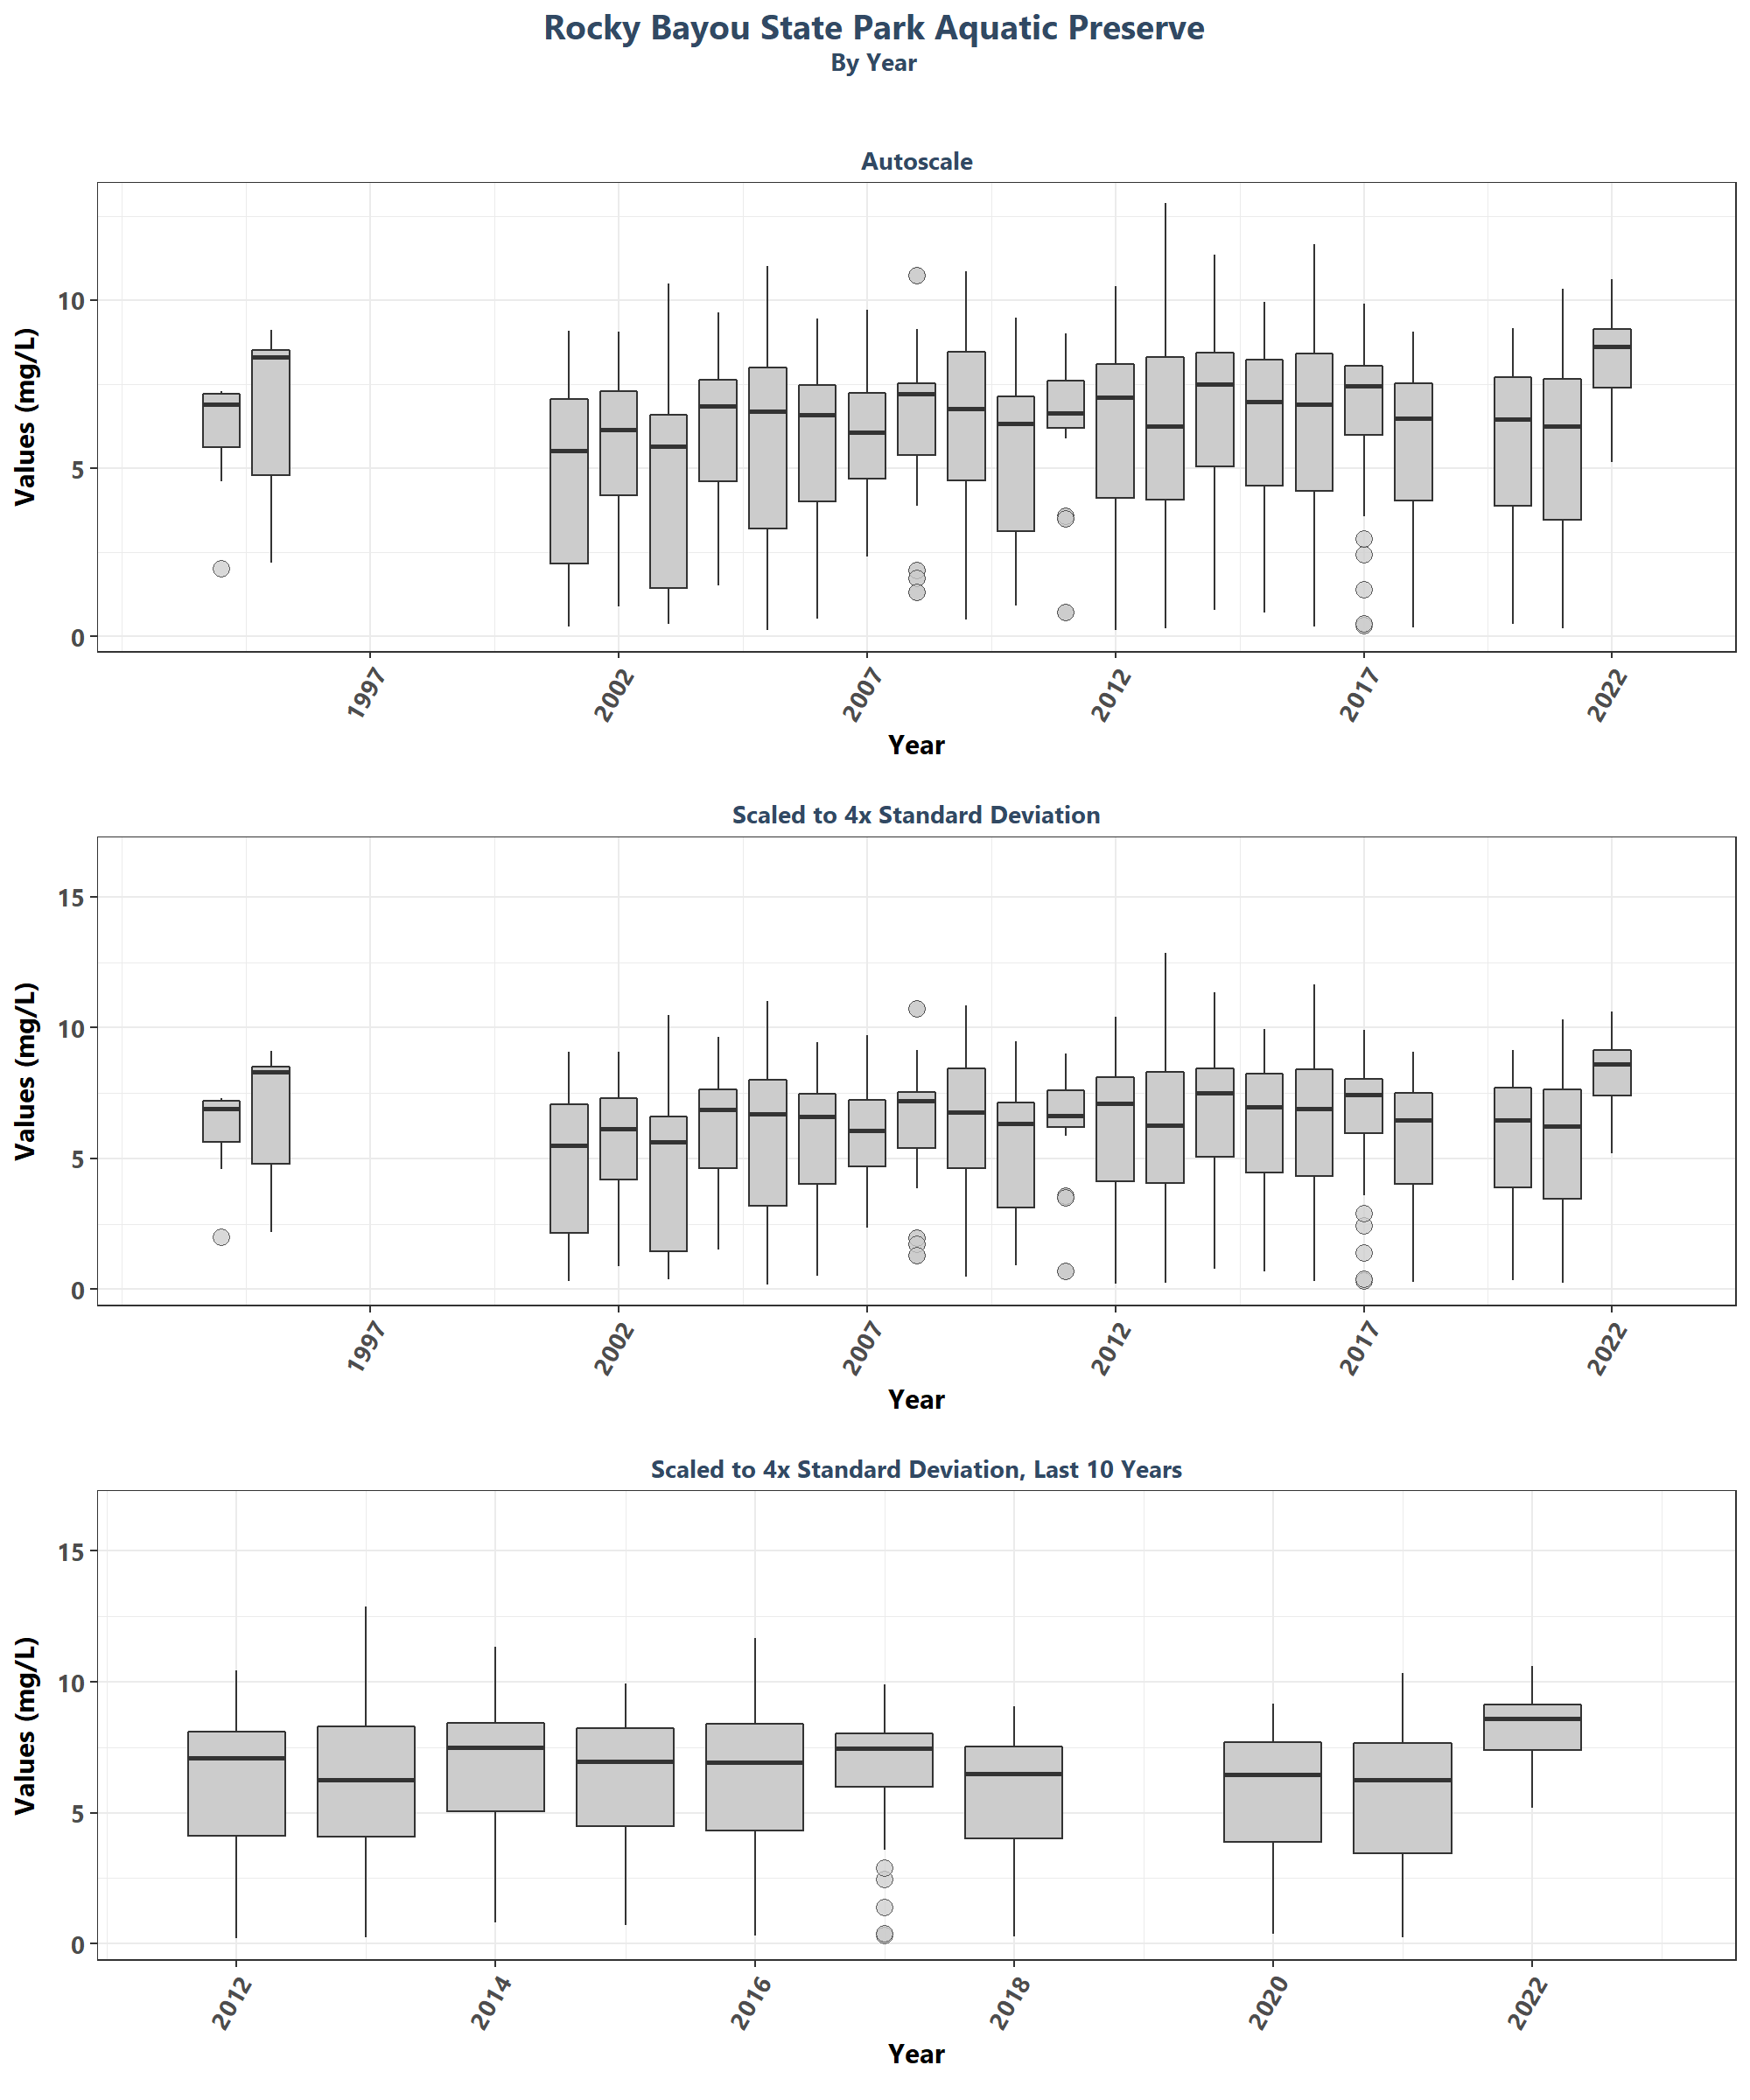 Rocky Bayou State Park Aquatic Preserve
By Year
Autoscale
Values (mg/L)
10
5
0
1997
2002
2007
2012
2017
2022
Year
Scaled to 4x Standard Deviation
Values (mg/L)
15
10
5
0
1997
2002
2007
2012
2017
2022
Year
Scaled to 4x Standard Deviation, Last 10 Years
Values (mg/L)
15
10
5
0
2012
2014
2016
2018
2020
2022
Year